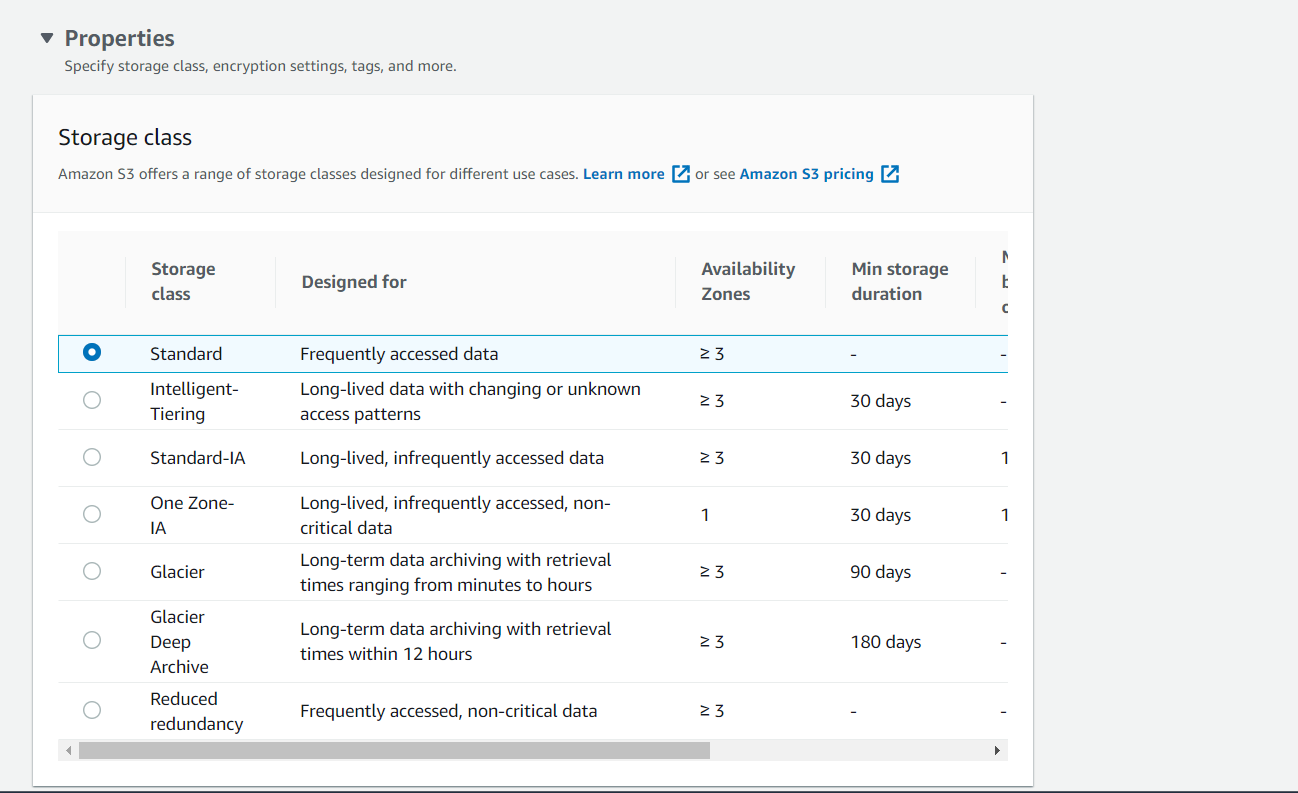 Properties
Specify storage class, encryption settings, tags, and more.
Storage class
Amazon S3 offers a range of storage classes designed for different use cases. Learn more or see Amazon S3 pricing
Storage
class
Designed for
Availability
Zones
Min storage
duration
Standard
Frequently accessed data
≥ 3
-
-
Intelligent-
Tiering
Long-lived data with changing or unknown
access patterns
≥ 3
30 days
-
Standard-IA
Long-lived, infrequently accessed data
≥ 3
30 days
1
One Zone-
IA
Long-lived, infrequently accessed, non-
critical data
1
30 days
1
Glacier
Long-term data archiving with retrieval
times ranging from minutes to hours
≥ 3
90 days
-
Glacier
Deep
Archive
Long-term data archiving with retrieval
times within 12 hours
≥ 3
180 days
-
Reduced
redundancy
Frequently accessed, non-critical data
≥ 3
-
-